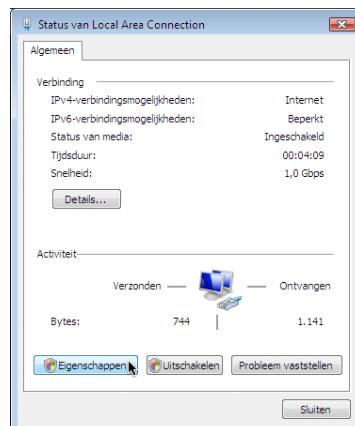 Status van Local Area Connection
Algemeen
Verbinding
IPv4-verbindingsmogelijkheden: Internet
IPv6-verbindingsmogelijkheden: Beperkt
Status van media: Ingeschakeld
Tijdsduur: 00:04:09
Snelheid: 1,0 Gbps
Details...
Activiteit
Verzonden Ontvangen
Bytes: 744 1.141
Eigenschappen Uitschakelen Probleem vaststellen
Sluiten